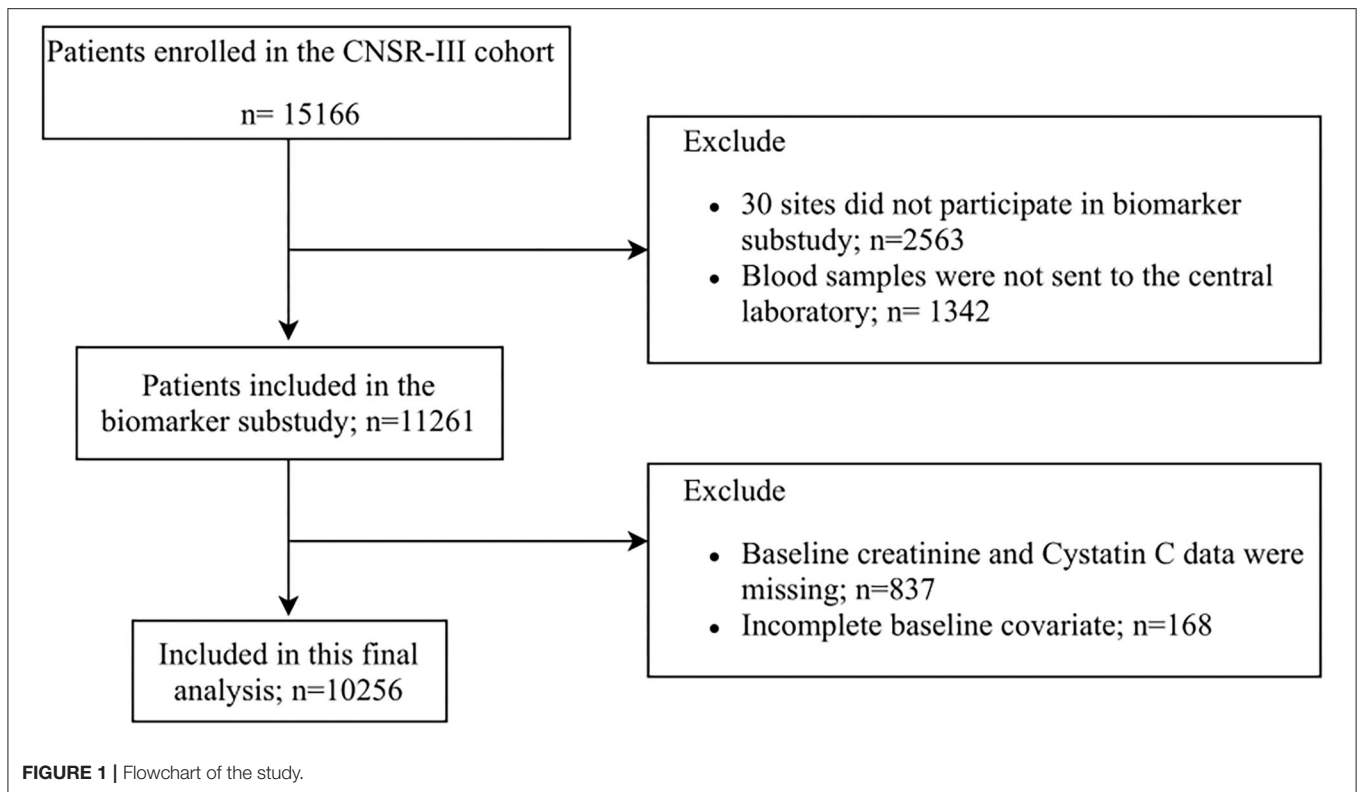 Patients enrolled in the CNSR-III cohort
n= 15166
Exclude
• 30 sites did not participate in biomarker
substudy; n=2563
• Blood samples were not sent to the central
laboratory; n= 1342
Patients included in the
biomarker substudy; n=11261
Exclude
• Baseline creatinine and Cystatin C data were
missing; n=837
• Incomplete baseline covariate; n=168
Included in this final
analysis; n=10256
FIGURE 1 | Flowchart of the study.